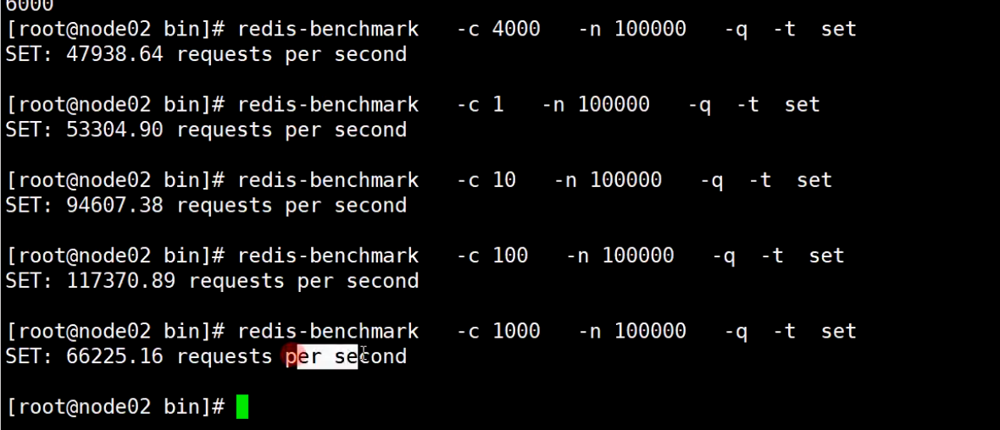 6000
[root@node02 bin]# redis-benchmark   -c 4000   -n 100000   -q  -t  set
SET: 47938.64 requests per second
[root@node02 bin]# redis-benchmark   -c 1   -n 100000   -q  -t  set
SET: 53304.90 requests per second
[root@node02 bin]# redis-benchmark   -c 10   -n 100000   -q  -t  set
SET: 94607.38 requests per second
[root@node02 bin]# redis-benchmark   -c 100   -n 100000   -q  -t  set
SET: 117370.89 requests per second
[root@node02 bin]# redis-benchmark   -c 1000   -n 100000   -q  -t  set
SET: 66225.16 requests per second
[root@node02 bin]#